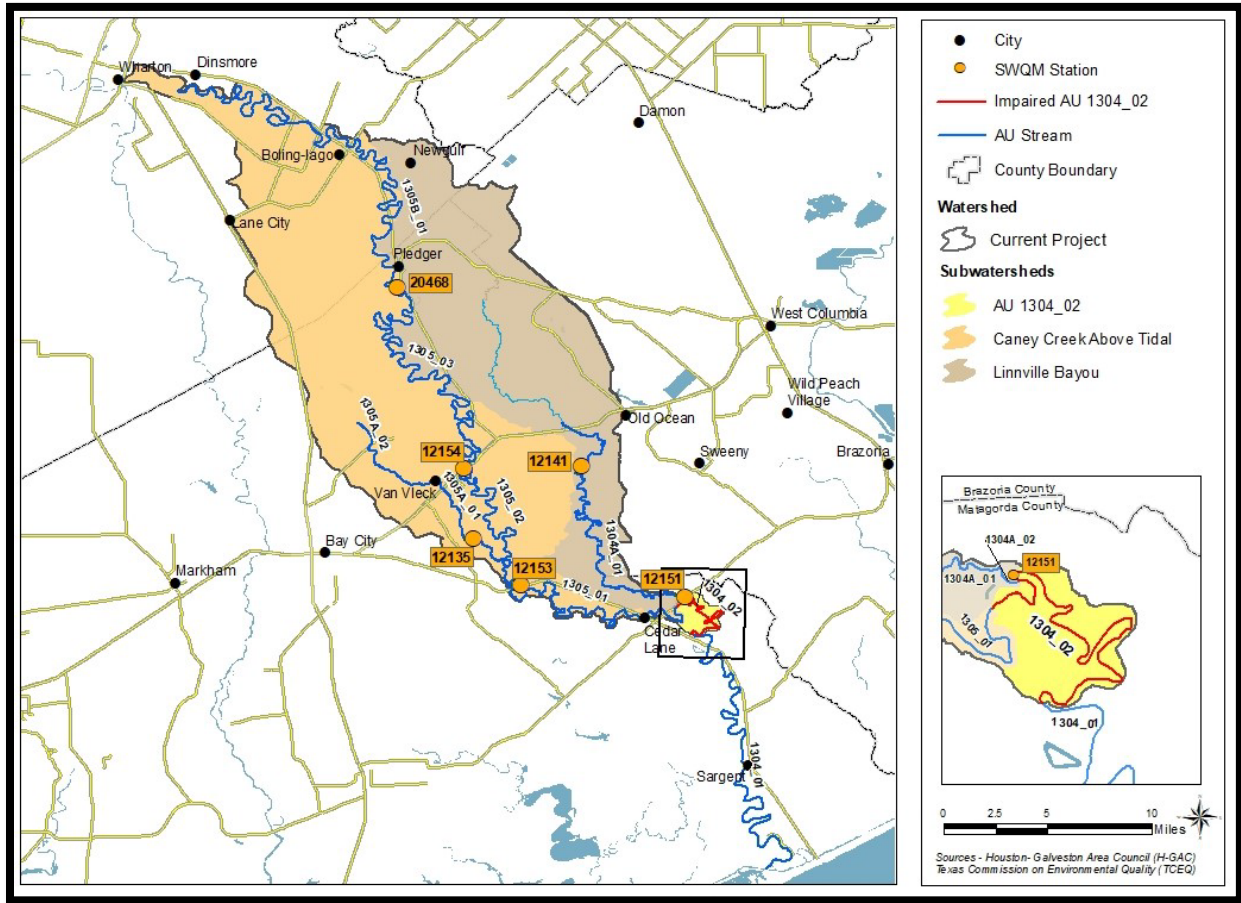 Wharton
Dinsmore
Damon
Boling-Iago
Newgulf
1305B_01
Lane City
Pledger
20468
West Columbia
1305_03
Wild Peach
Village
1305A_02
Old Ocean
12154
12141
Sweeny
Brazoria
Van Vleck
1305A_01
1305_02
Bay City
12135
Markham
12153
1304A_01
12151
1305_01
1304_02
Cedar
Lane
Sargent
1304_01
City
SWQM Station
Impaired AU 1304_02
AU Stream
County Boundary
Watershed
Current Project
Subwatersheds
AU 1304_02
Caney Creek Above Tidal
Linnville Bayou
Brazoria County
Matagorda County
1304A_02
12151
1304A_01
1305_01
1304_02
1304_01
0 2.5 5 10
Miles
Sources - Houston- Galveston Area Council (H-GAC)
Texas Commission on Environmental Quality (TCEQ)